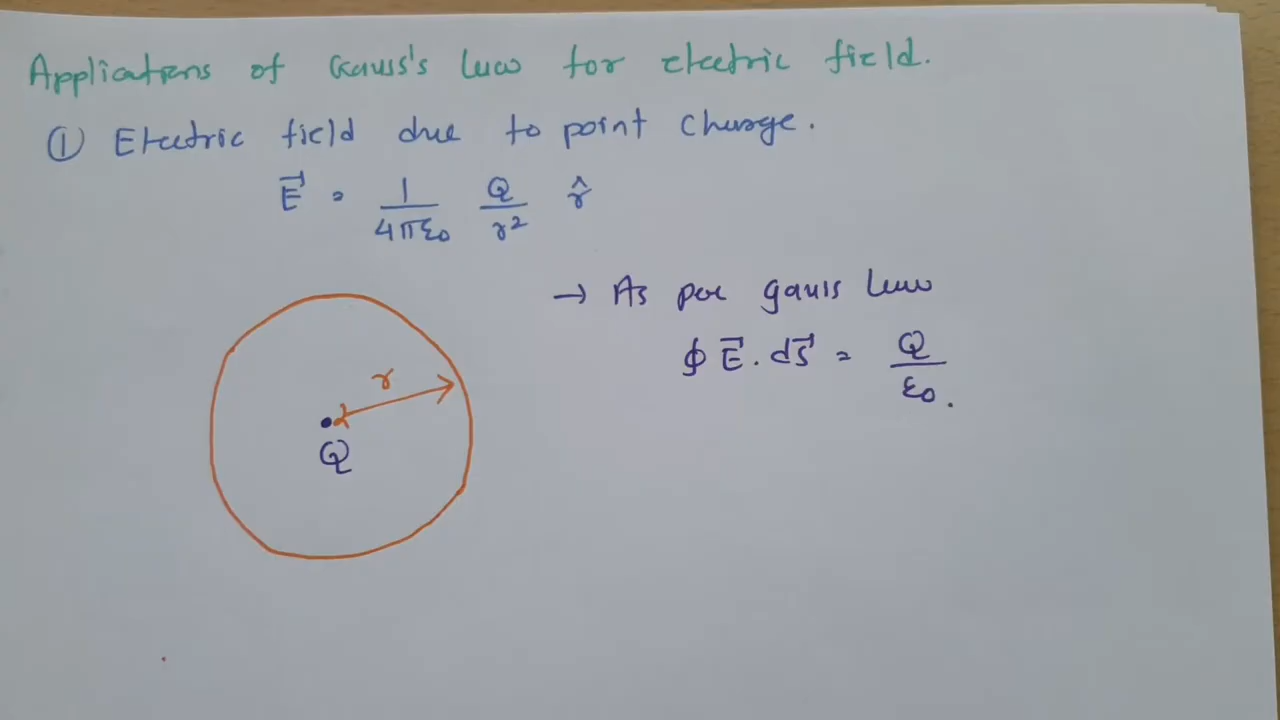 Applications of Gauss's law for electric field.
① Electric field due to point charge.
E⃗ = 1/4πε₀ Q/r² r̂
r
Q
→ As per gauss law
∮ E⃗ . dS⃗ = Q/ε₀.